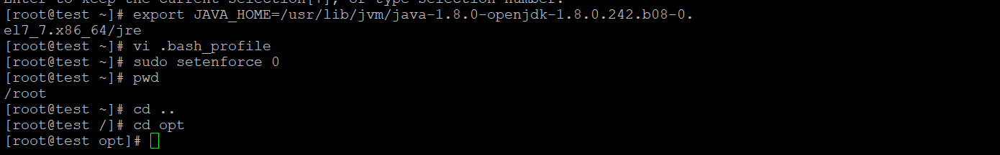 Enter to keep the current selection[+], or type selection number:
[root@test ~]# export JAVA_HOME=/usr/lib/jvm/java-1.8.0-openjdk-1.8.0.242.b08-0.
el7_7.x86_64/jre
[root@test ~]# vi .bash_profile
[root@test ~]# sudo setenforce 0
[root@test ~]# pwd
/root
[root@test ~]# cd ..
[root@test /]# cd opt
[root@test opt]#